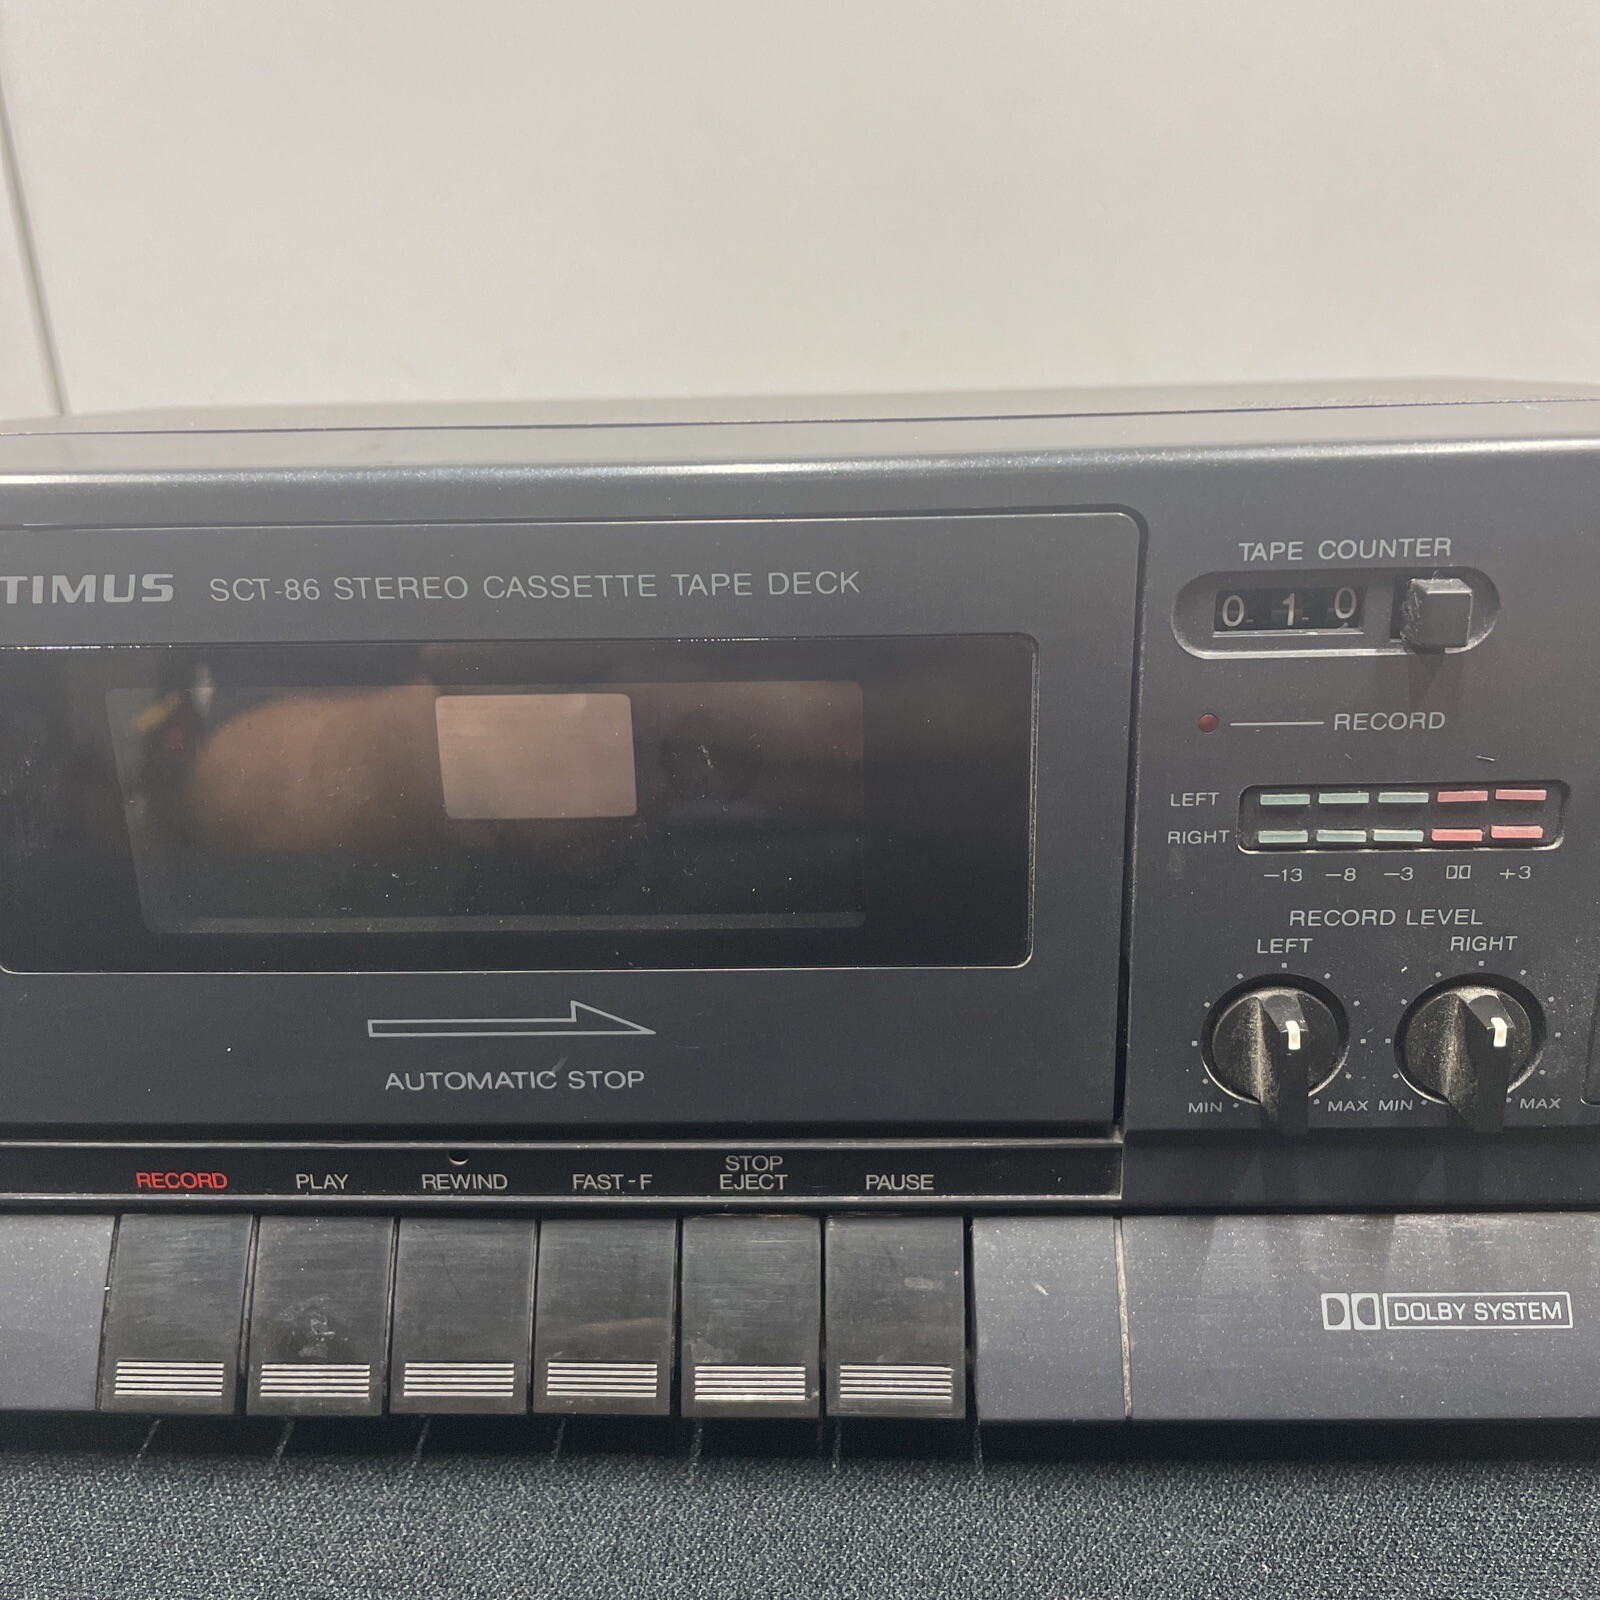 TIMUS SCT-86 STEREO CASSETTE TAPE DECK
TAPE COUNTER
0 1 0
RECORD
LEFT
RIGHT
-13 -8 -3 +3
RECORD LEVEL
LEFT RIGHT
MIN MAX MIN MAX
AUTOMATIC STOP
RECORD PLAY REWIND FAST-F STOP EJECT PAUSE
DOLBY SYSTEM